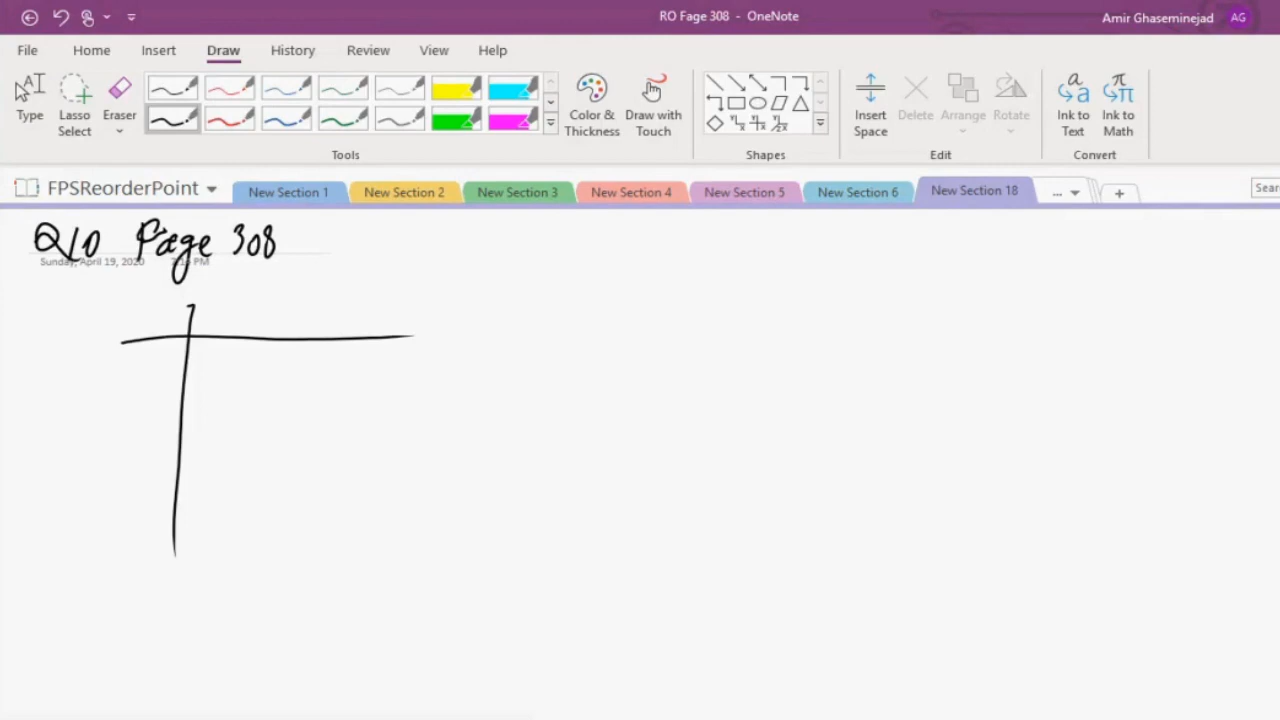 RO Fage 308 - OneNote
Amir Ghaseminejad AG
File Home Insert Draw History Review View Help
Type
Lasso Select
Eraser
Color & Thickness
Draw with Touch
Insert Space
Delete
Arrange
Rotate
Ink to Text
Ink to Math
Tools
Shapes
Edit
Convert
FPSReorderPoint
New Section 1 New Section 2 New Section 3 New Section 4 New Section 5 New Section 6 New Section 18 ... +
Sear
Q10 Page 308
Sunday, April 19, 2020